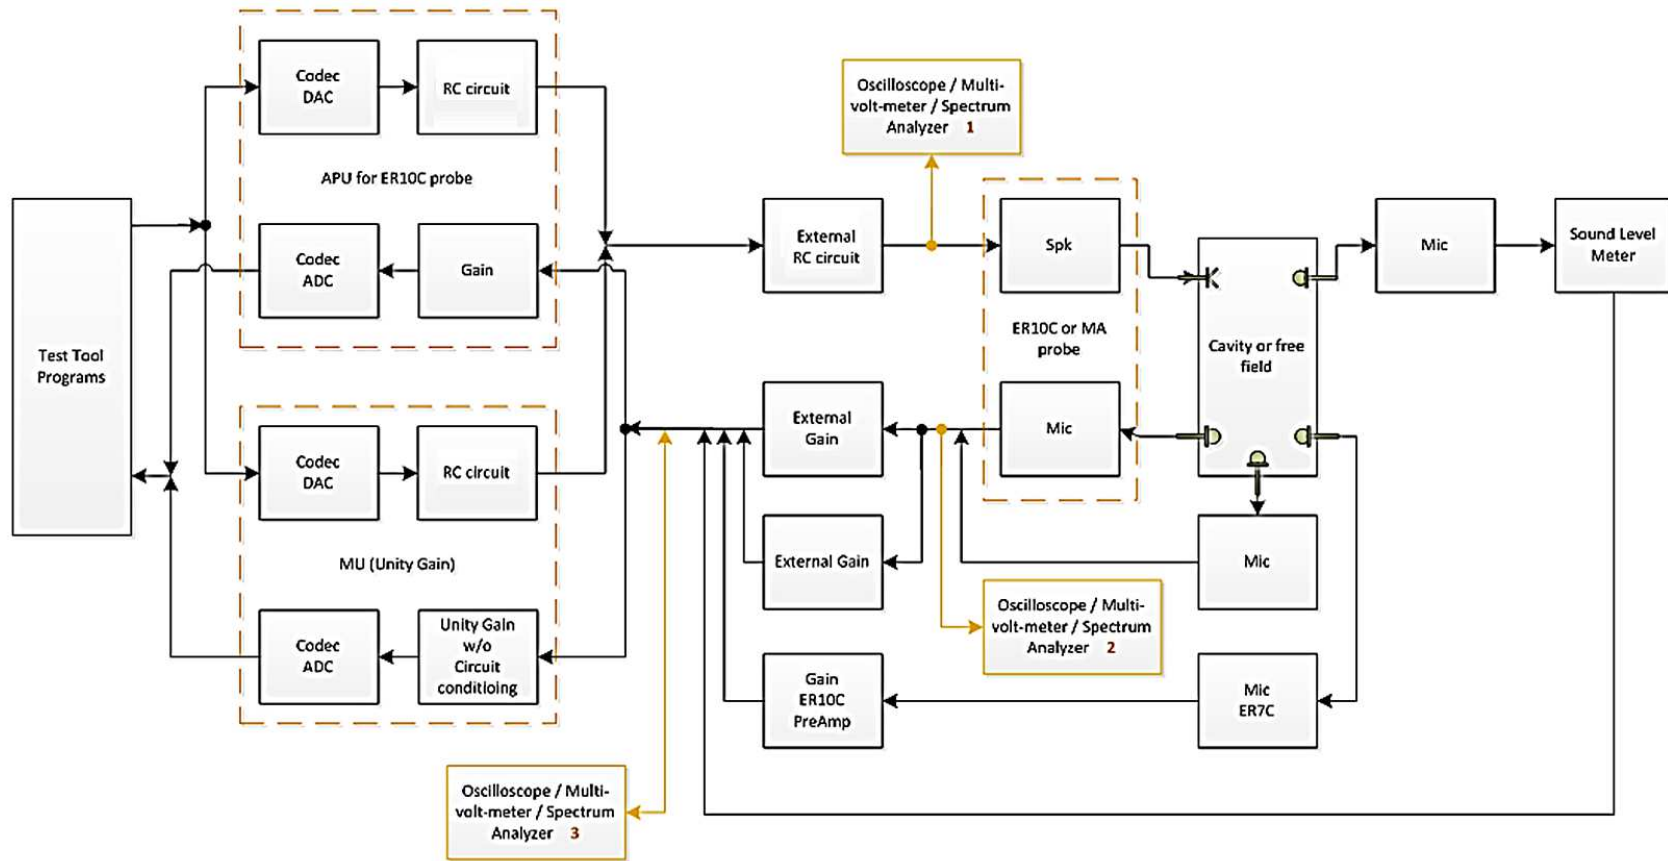 Codec
DAC
RC circuit
APU for ER10C probe
Codec
ADC
Gain
Test Tool
Programs
Codec
DAC
RC circuit
MU (Unity Gain)
Codec
ADC
Unity Gain
w/o
Circuit
conditioing
Oscilloscope / Multi-
volt-meter / Spectrum
Analyzer 1
External
RC circuit
Spk
ER10C or MA
probe
Mic
External
Gain
External Gain
Gain
ER10C
PreAmp
Oscilloscope / Multi-
volt-meter / Spectrum
Analyzer 2
Oscilloscope / Multi-
volt-meter / Spectrum
Analyzer 3
Cavity or free
field
Mic
Sound Level
Meter
Mic
Mic
ER7C